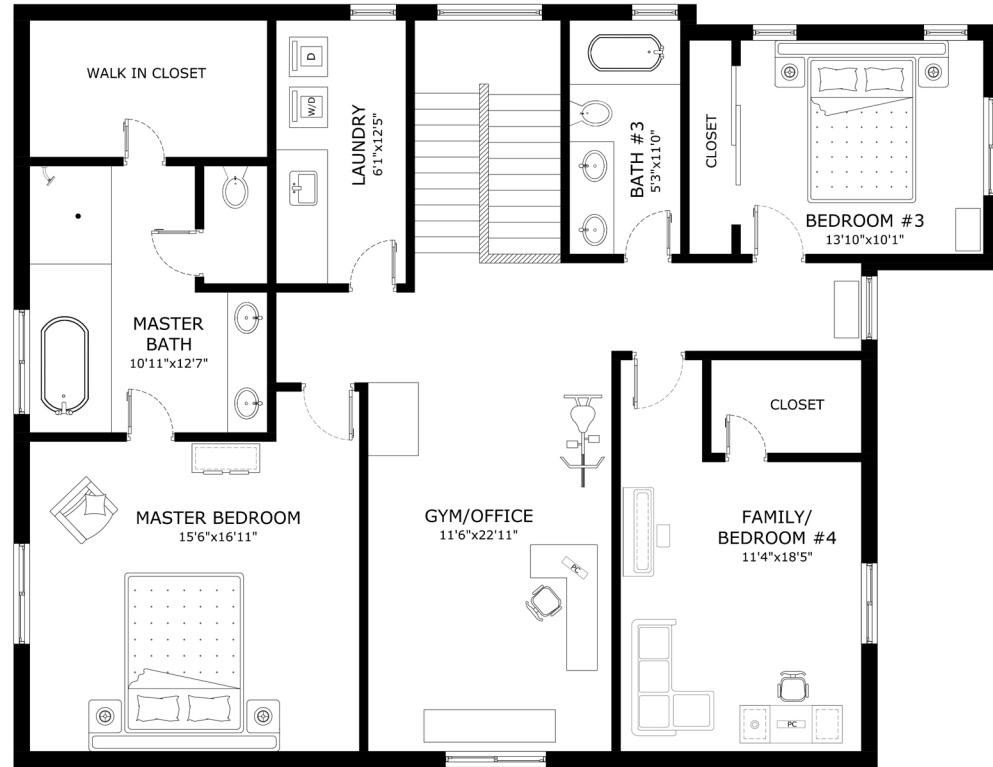 WALK IN CLOSET
D
W/D
LAUNDRY
6'1"x12'5"
BATH #3
5'3"x11'0"
CLOSET
BEDROOM #3
13'10"x10'1"
MASTER
BATH
10'11"x12'7"
CLOSET
MASTER BEDROOM
15'6"x16'11"
GYM/OFFICE
11'6"x22'11"
PC
FAMILY/
BEDROOM #4
11'4"x18'5"
PC